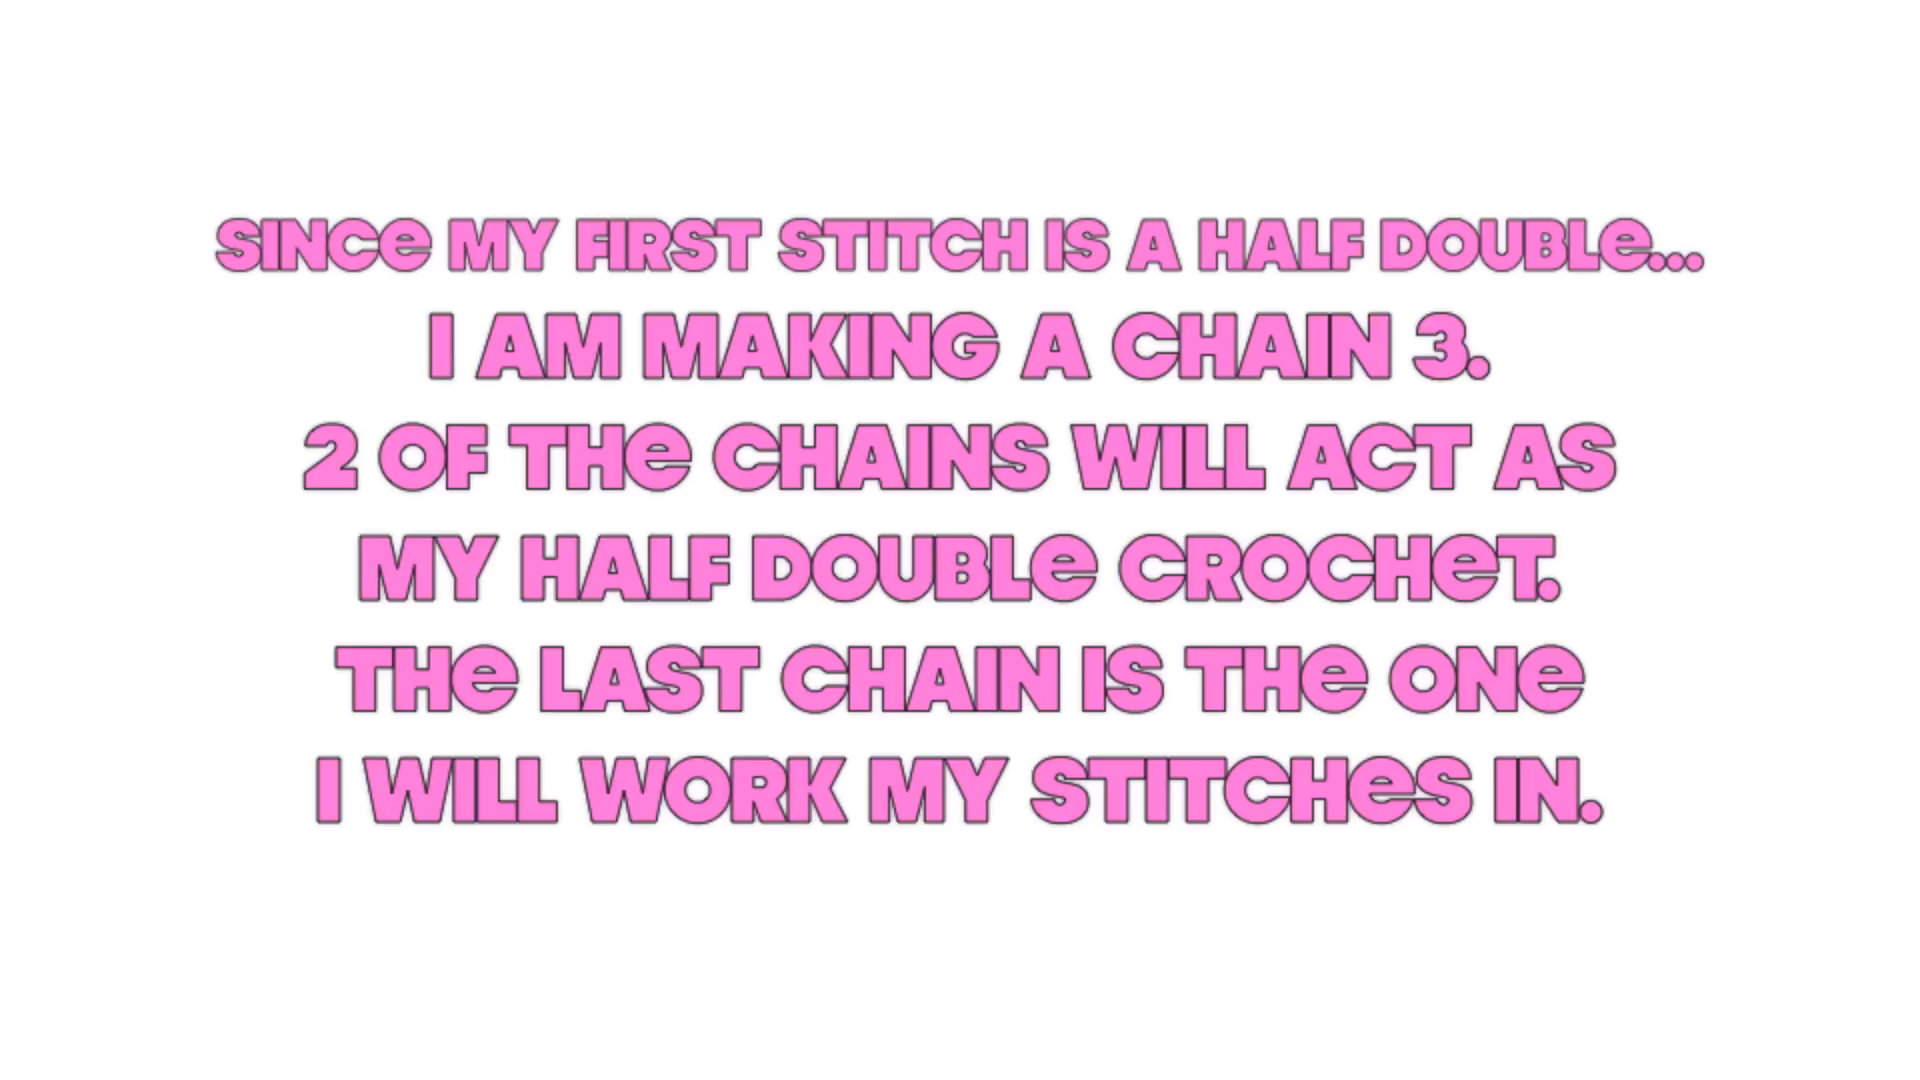 SINCe MY FIRST STITCH IS A HALF DOUBLe...
I AM MAKING A CHAIN 3.
2 OF THe CHAINS WILL ACT AS
MY HALF DOUBLe CROCHeT.
THe LAST CHAIN IS THe ONe
I WILL WORK MY STITCHeS IN.